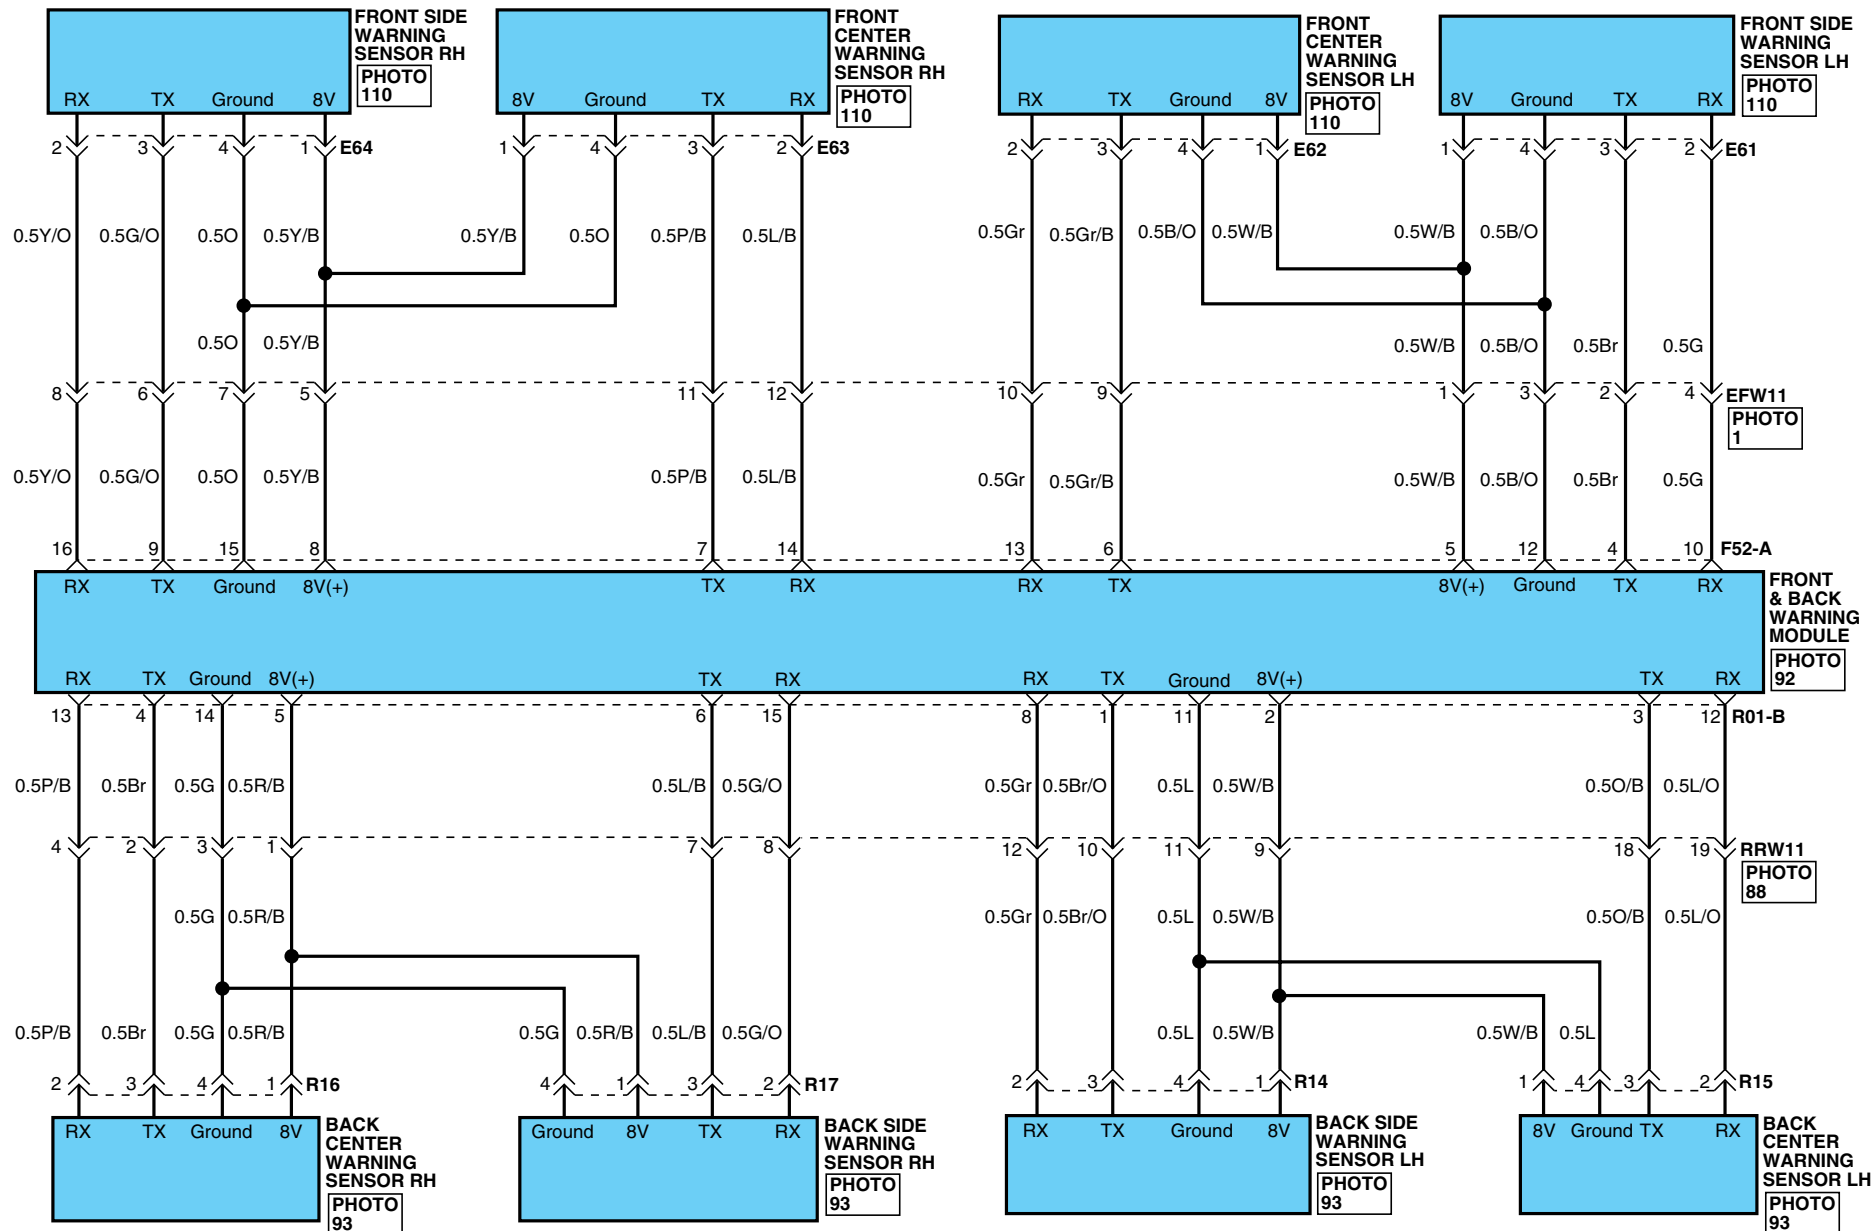 FRONT SIDE
WARNING
SENSOR RH
PHOTO
110
RX TX Ground 8V
2 3 4 1 E64
FRONT
CENTER
WARNING
SENSOR RH
PHOTO
110
8V Ground TX RX
1 4 3 2 E63
FRONT
CENTER
WARNING
SENSOR LH
PHOTO
110
RX TX Ground 8V
2 3 4 1 E62
FRONT SIDE
WARNING
SENSOR LH
PHOTO
110
8V Ground TX RX
1 4 3 2 E61
0.5Y/O 0.5G/O 0.5O 0.5Y/B 0.5Y/B 0.5O 0.5P/B 0.5L/B 0.5Gr 0.5Gr/B 0.5B/O 0.5W/B 0.5W/B 0.5B/O
0.5O 0.5Y/B 0.5W/B 0.5B/O 0.5Br 0.5G
8 6 7 5 11 12 10 9 1 3 2 4 EFW11
PHOTO
1
0.5Y/O 0.5G/O 0.5O 0.5Y/B 0.5P/B 0.5L/B 0.5Gr 0.5Gr/B 0.5W/B 0.5B/O 0.5Br 0.5G
16 9 15 8 7 14 13 6 5 12 4 10 F52-A
RX TX Ground 8V(+) TX RX RX TX 8V(+) Ground TX RX
FRONT
& BACK
WARNING
MODULE
PHOTO
92
RX TX Ground 8V(+) TX RX RX TX Ground 8V(+) TX RX
13 4 14 5 6 15 8 1 11 2 3 12 R01-B
0.5P/B 0.5Br 0.5G 0.5R/B 0.5L/B 0.5G/O 0.5Gr 0.5Br/O 0.5L 0.5W/B 0.5O/B 0.5L/O
4 2 3 1 7 8 12 10 11 9 18 19 RRW11
PHOTO
88
0.5G 0.5R/B 0.5Gr 0.5Br/O 0.5L 0.5W/B 0.5O/B 0.5L/O
0.5P/B 0.5Br 0.5G 0.5R/B 0.5G 0.5R/B 0.5L/B 0.5G/O 0.5L 0.5W/B 0.5W/B 0.5L
2 3 4 1 R16
RX TX Ground 8V
BACK
CENTER
WARNING
SENSOR RH
PHOTO
93
4 1 3 2 R17
Ground 8V TX RX
BACK SIDE
WARNING
SENSOR RH
PHOTO
93
2 3 4 1 R14
RX TX Ground 8V
BACK SIDE
WARNING
SENSOR LH
PHOTO
93
1 4 3 2 R15
8V Ground TX RX
BACK
CENTER
WARNING
SENSOR LH
PHOTO
93